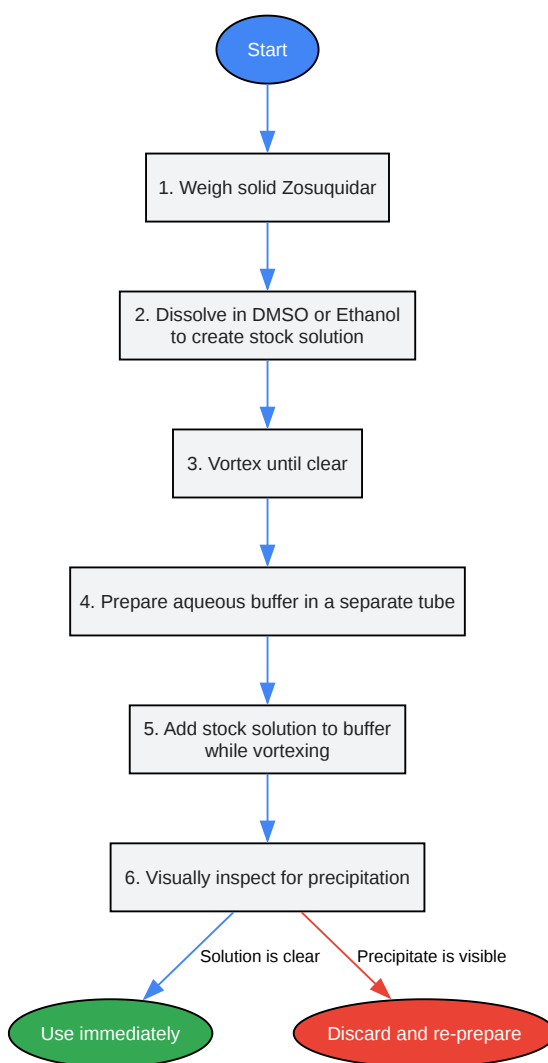 Start
1. Weigh solid Zosuquidar
2. Dissolve in DMSO or Ethanol
to create stock solution
3. Vortex until clear
4. Prepare aqueous buffer in a separate tube
5. Add stock solution to buffer
while vortexing
6. Visually inspect for precipitation
Solution is clear
Precipitate is visible
Use immediately
Discard and re-prepare